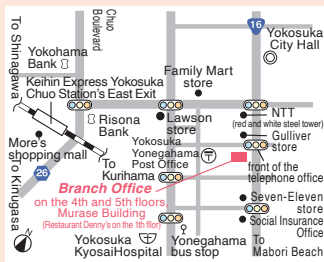 To Shinagawa
Chuo
Boulevard
16
Yokosuka
City Hall
Yokohama
Bank
Family Mart
store
Keihin Express Yokosuka
Chuo Station's East Exit
Risona
Bank
Lawson
store
NTT
(red and white steel tower)
Gulliver
store
More's
shopping mall
Yokosuka
Yonegahama
Post Office
front of the
telephone office
To
Kurihama
26
To Kinugasa
Branch Office
on the 4th and 5th floors
Murase Building
(Restaurant Denny's on the 1th fllor)
Seven-Eleven
store
Social Insurance
Office
Yokosuka
KyosaiHospital
Yonegahama
bus stop
To
Mabori Beach